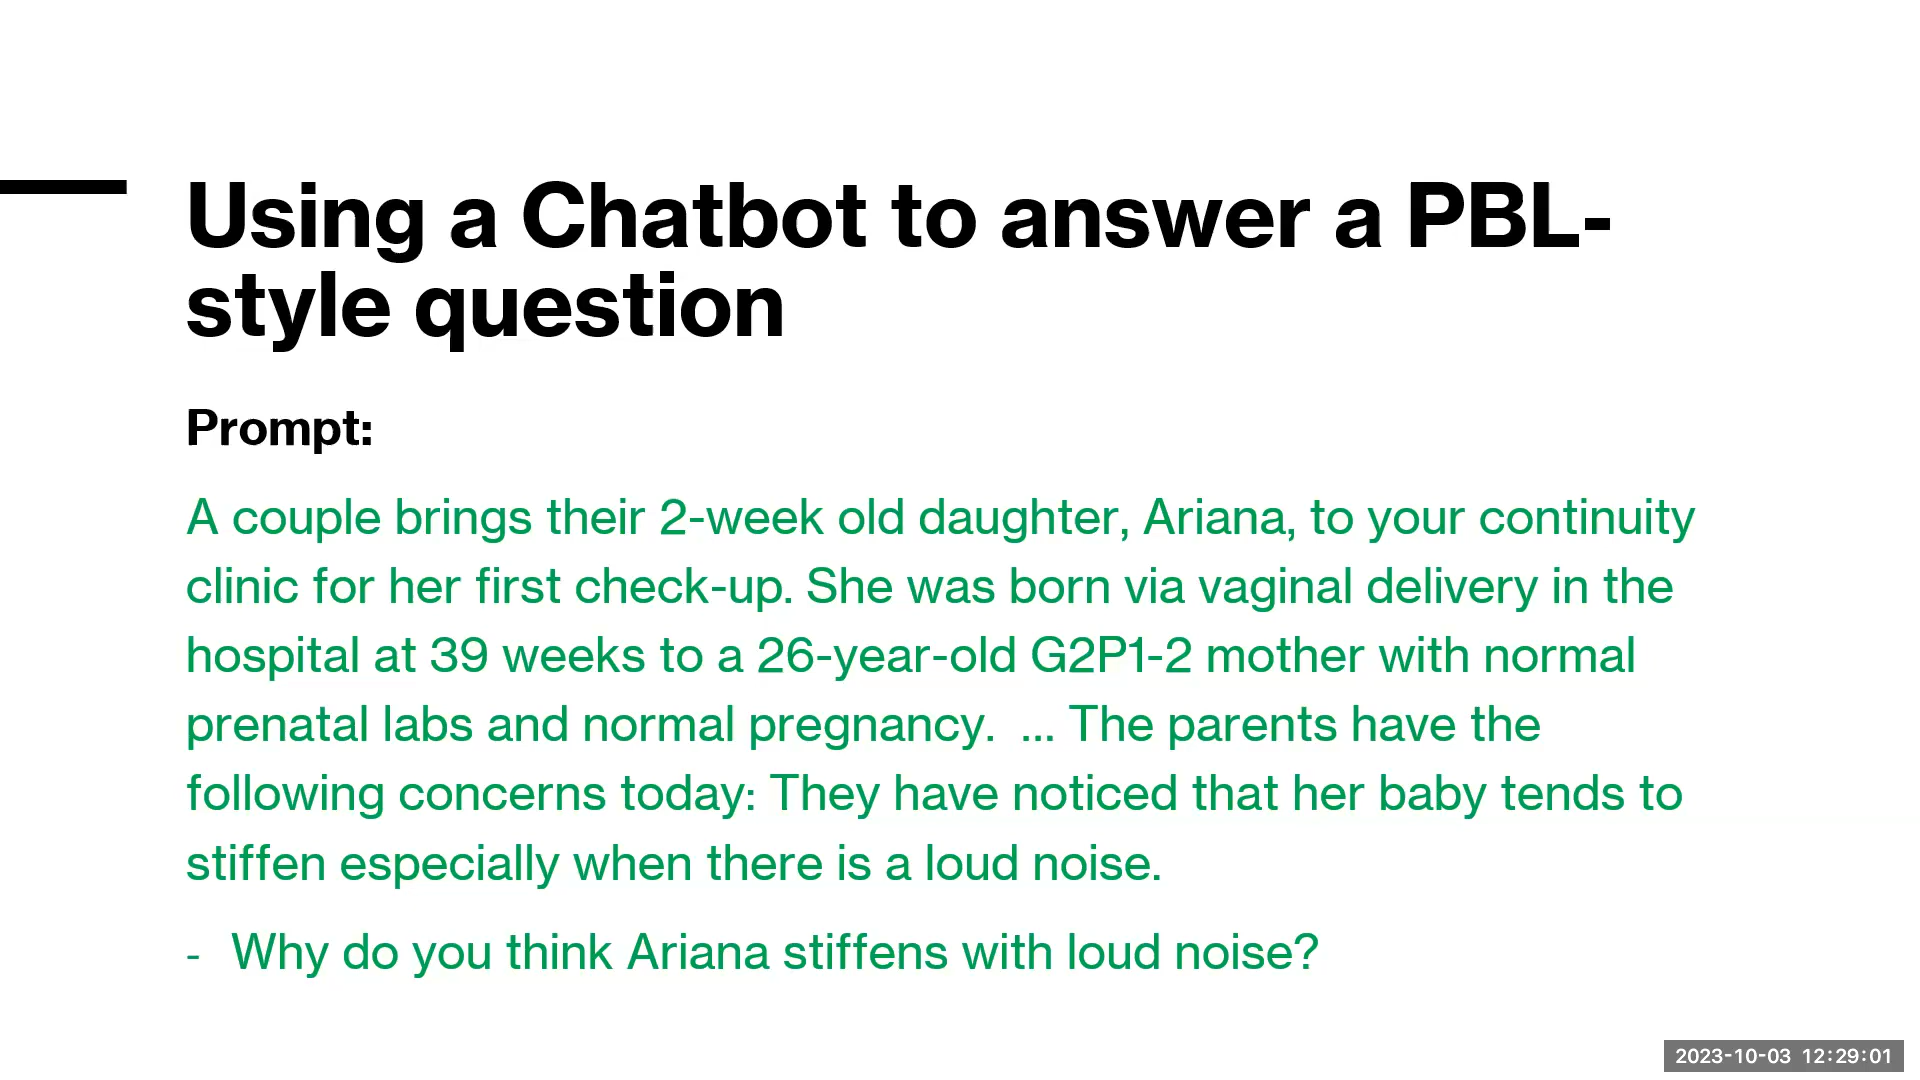 Using a Chatbot to answer a PBL-
style question
Prompt:
A couple brings their 2-week old daughter, Ariana, to your continuity
clinic for her first check-up. She was born via vaginal delivery in the
hospital at 39 weeks to a 26-year-old G2P1-2 mother with normal
prenatal labs and normal pregnancy.  ... The parents have the
following concerns today: They have noticed that her baby tends to
stiffen especially when there is a loud noise.
- Why do you think Ariana stiffens with loud noise?
2023-10-03 12:29:01